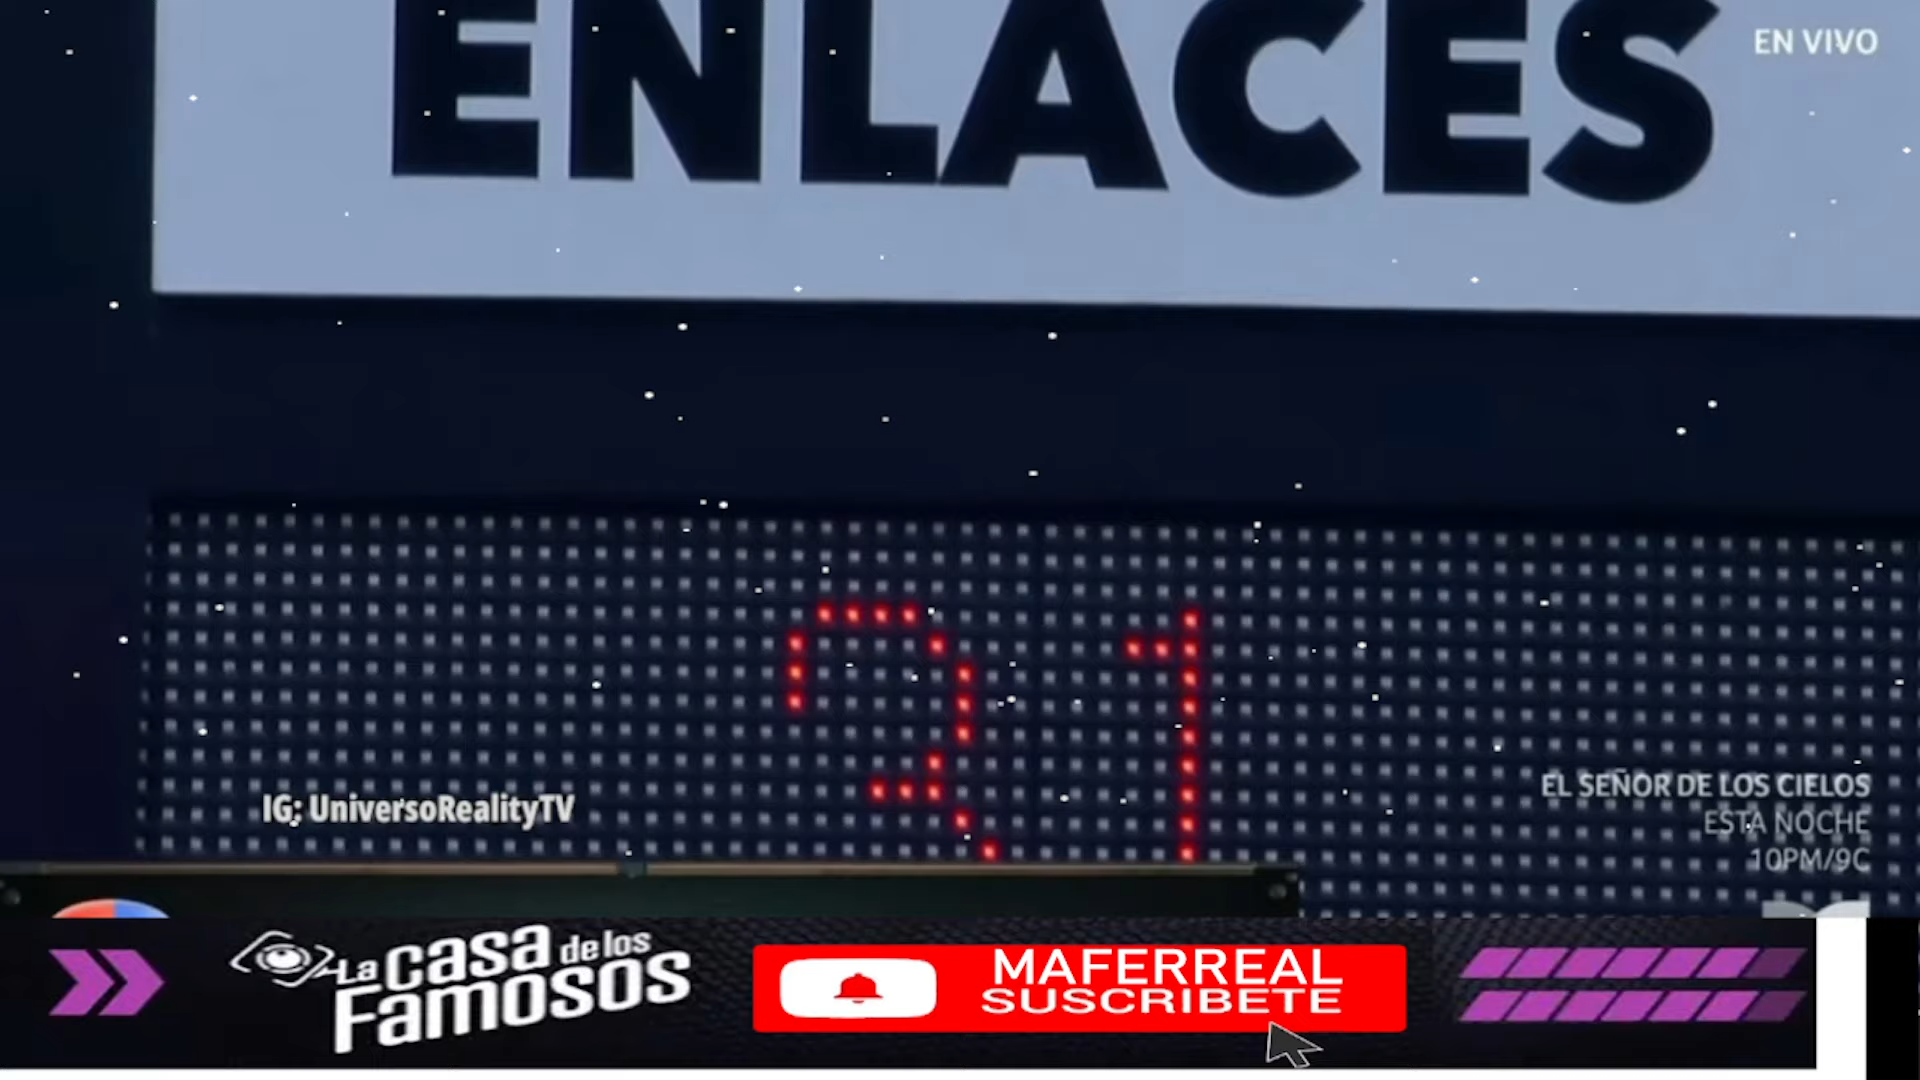 ENLACES
EN VIVO
31
IG: UniversoRealityTV
EL SEÑOR DE LOS CIELOS
ESTA NOCHE
10PM/9C
La casa de los
Famosos
MAFERREAL
SUSCRIBETE